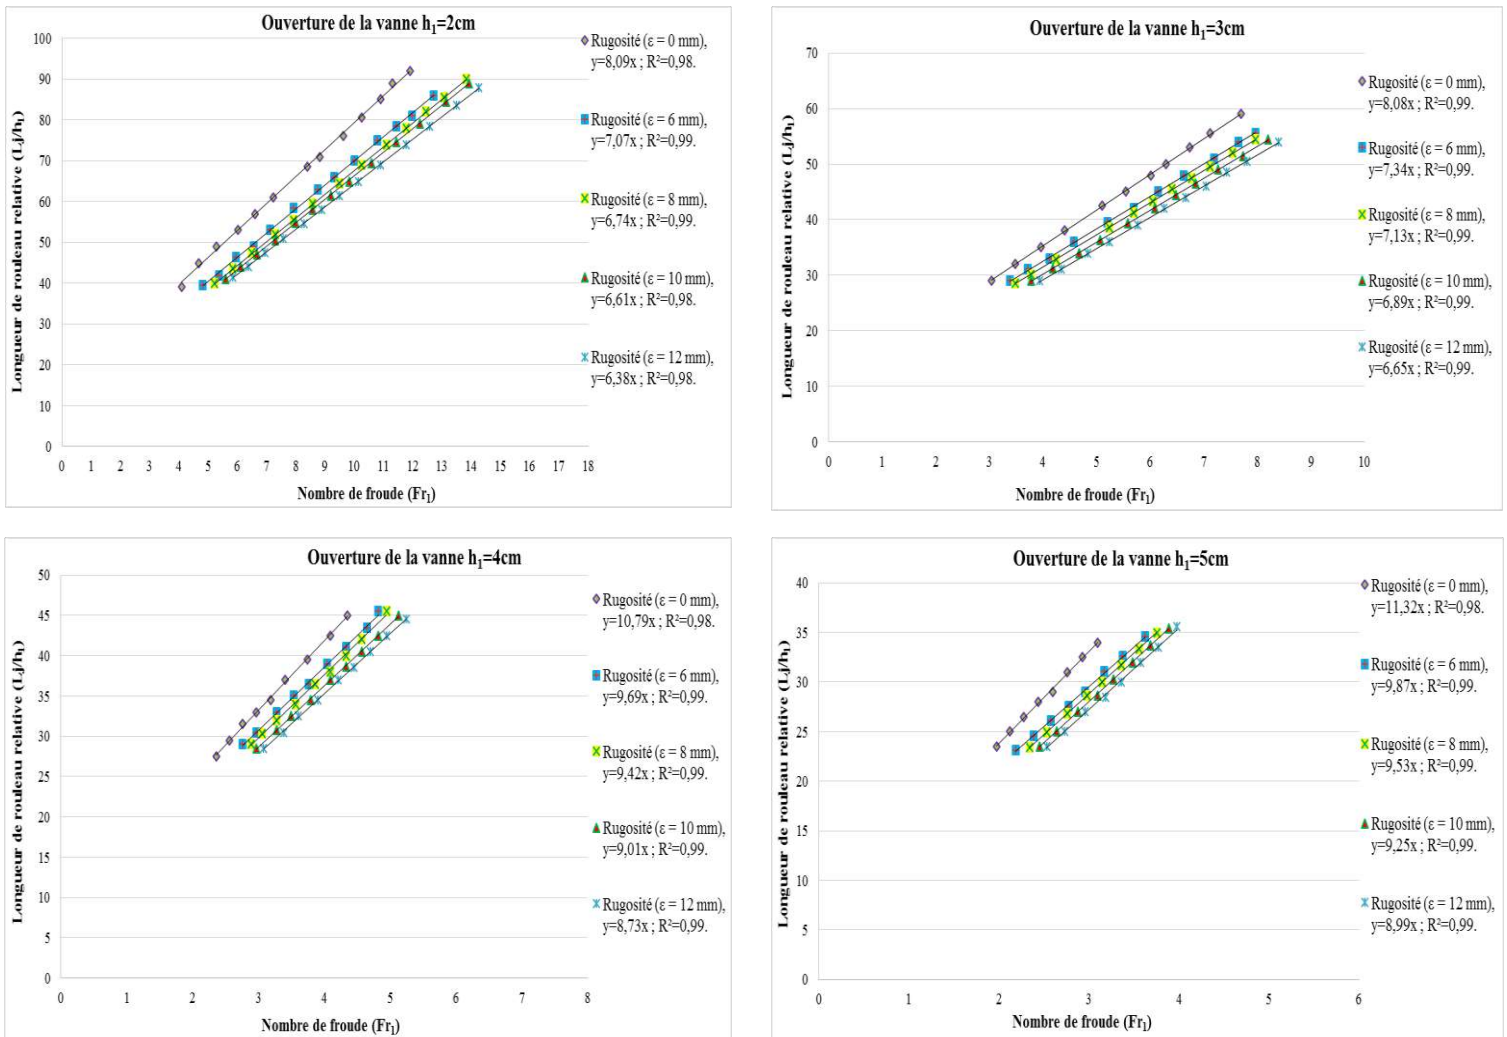 Ouverture de la vanne h₁=2cm
Longueur de rouleau relative (Lj/h₁)
100
90
80
70
60
50
40
30
20
10
0
0 1 2 3 4 5 6 7 8 9 10 11 12 13 14 15 16 17 18
Nombre de froude (Fr₁)
Rugosité (ε = 0 mm),
y=8,09x ; R²=0,98.
Rugosité (ε = 6 mm),
y=7,07x ; R²=0,99.
Rugosité (ε = 8 mm),
y=6,74x ; R²=0,99.
Rugosité (ε = 10 mm),
y=6,61x ; R²=0,98.
Rugosité (ε = 12 mm),
y=6,38x ; R²=0,98.
Ouverture de la vanne h₁=3cm
Longueur de rouleau relative (Lj/h₁)
70
60
50
40
30
20
10
0
0 1 2 3 4 5 6 7 8 9 10
Nombre de froude (Fr₁)
Rugosité (ε = 0 mm),
y=8,08x ; R²=0,99.
Rugosité (ε = 6 mm),
y=7,34x ; R²=0,99.
Rugosité (ε = 8 mm),
y=7,13x ; R²=0,99.
Rugosité (ε = 10 mm),
y=6,89x ; R²=0,99.
Rugosité (ε = 12 mm),
y=6,65x ; R²=0,99.
Ouverture de la vanne h₁=4cm
Longueur de rouleau relative (Lj/h₁)
50
45
40
35
30
25
20
15
10
5
0
0 1 2 3 4 5 6 7 8
Nombre de froude (Fr₁)
Rugosité (ε = 0 mm),
y=10,79x ; R²=0,98.
Rugosité (ε = 6 mm),
y=9,69x ; R²=0,99.
Rugosité (ε = 8 mm),
y=9,42x ; R²=0,99.
Rugosité (ε = 10 mm),
y=9,01x ; R²=0,99.
Rugosité (ε = 12 mm),
y=8,73x ; R²=0,99.
Ouverture de la vanne h₁=5cm
Longueur de rouleau relative (Lj/h₁)
40
35
30
25
20
15
10
5
0
0 1 2 3 4 5 6
Nombre de froude (Fr₁)
Rugosité (ε = 0 mm),
y=11,32x ; R²=0,98.
Rugosité (ε = 6 mm),
y=9,87x ; R²=0,99.
Rugosité (ε = 8 mm),
y=9,53x ; R²=0,99.
Rugosité (ε = 10 mm),
y=9,25x ; R²=0,99.
Rugosité (ε = 12 mm),
y=8,99x ; R²=0,99.